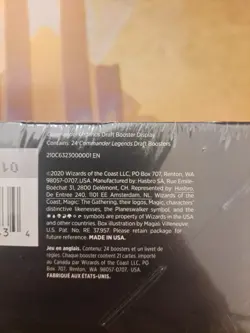 Commander Legends Draft Booster Display
Contains: 24 Commander Legends Draft Boosters
210C6323000001 EN
©2020 Wizards of the Coast LLC, PO Box 707, Renton, WA
98057-0707, USA. Manufactured by: Hasbro SA, Rue Emile-
Boéchat 31, 2800 Delémont, CH. Represented by: Hasbro,
De Entree 240, 1101 EE Amsterdam, NL. Wizards of the
Coast, Magic: The Gathering, their logos, Magic, characters'
distinctive likenesses, the Planeswalker symbol, and the
symbols are property of Wizards in the USA
and other countries. Box illustration by Magali Villeneuve.
U.S. Pat. No. RE 37,957. Please retain package for
future reference. MADE IN USA.
Jeu en anglais. Contenu: 24 boosters et un livret de
règles. Chaque booster contient 21 cartes. Importé
au Canada par Wizards of the Coast LLC, PO Box
707, Renton, WA 98057-0707, USA.
FABRIQUÉ AUX ÉTATS-UNIS.